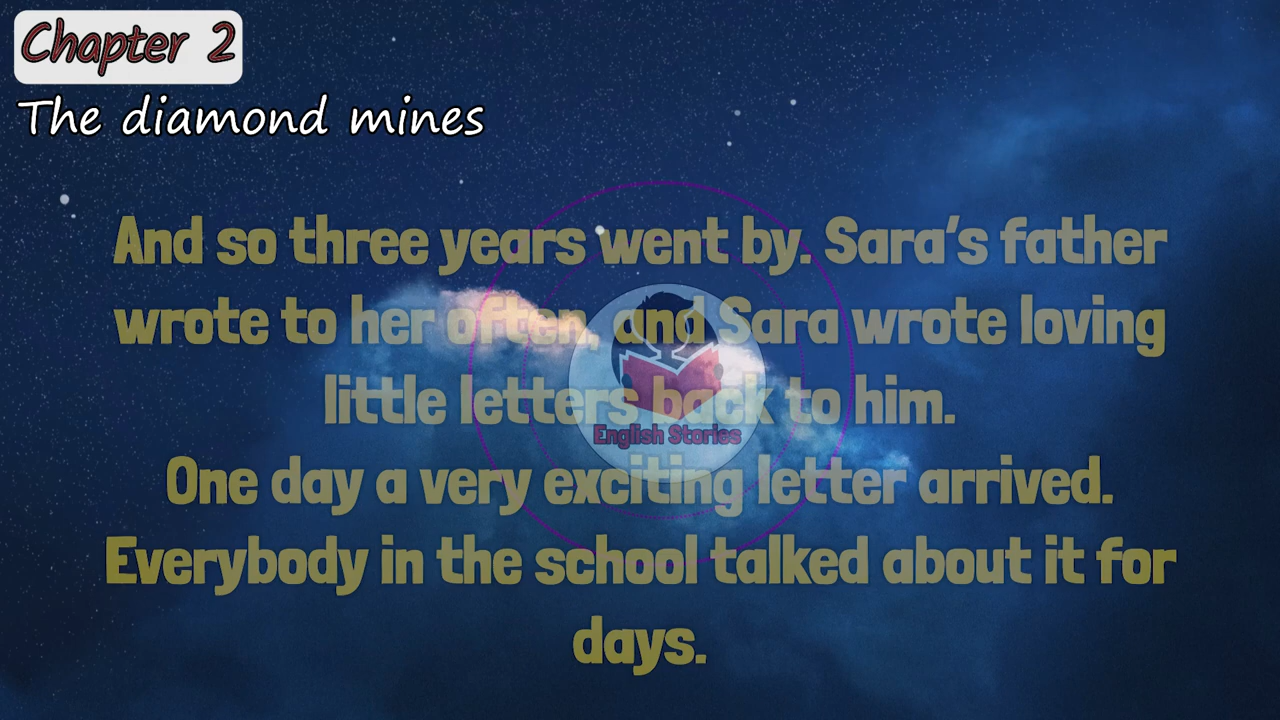 Chapter 2
The diamond mines
And so three years went by. Sara's father
wrote to her often, and Sara wrote loving
little letters back to him.
English Stories
One day a very exciting letter arrived.
Everybody in the school talked about it for
days.